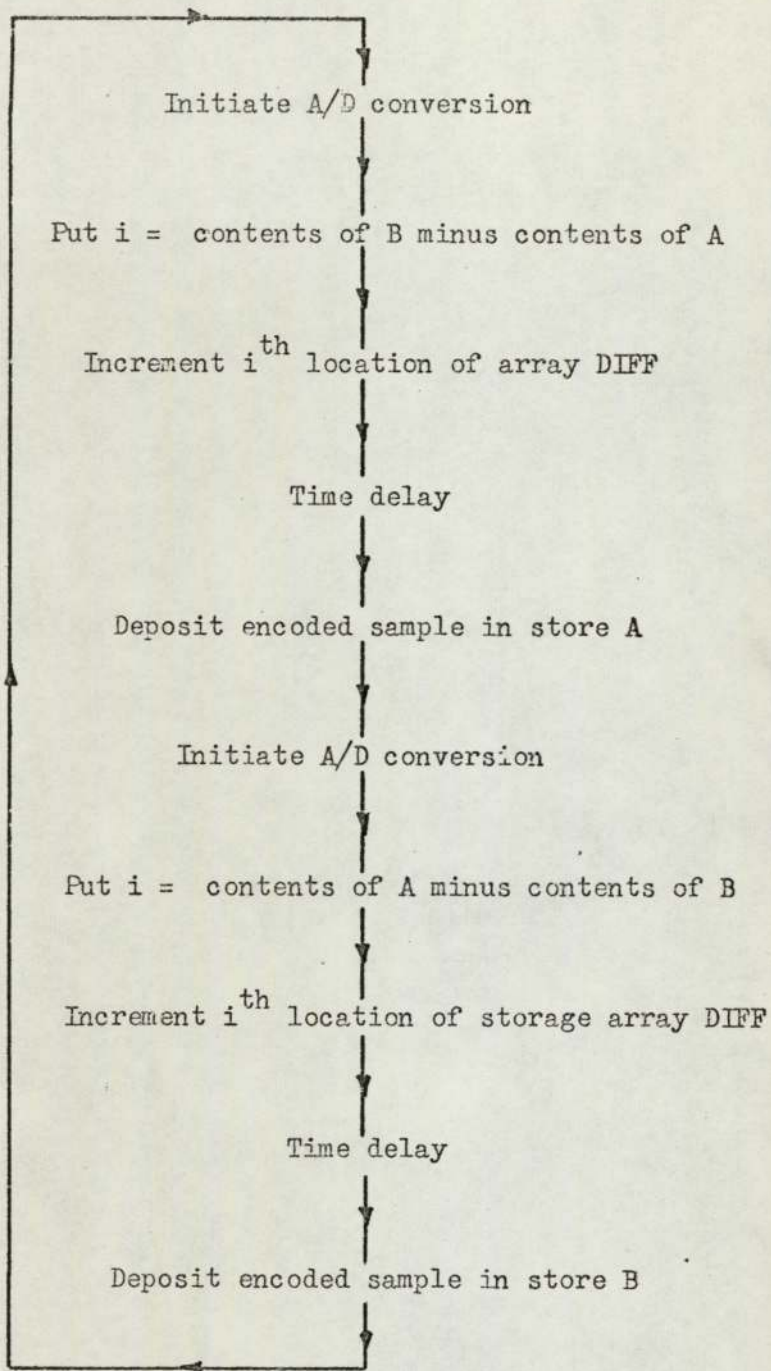 Initiate A/D conversion
Put i = contents of B minus contents of A
Increment i^th location of array DIFF
Time delay
Deposit encoded sample in store A
Initiate A/D conversion
Put i = contents of A minus contents of B
Increment i^th location of storage array DIFF
Time delay
Deposit encoded sample in store B